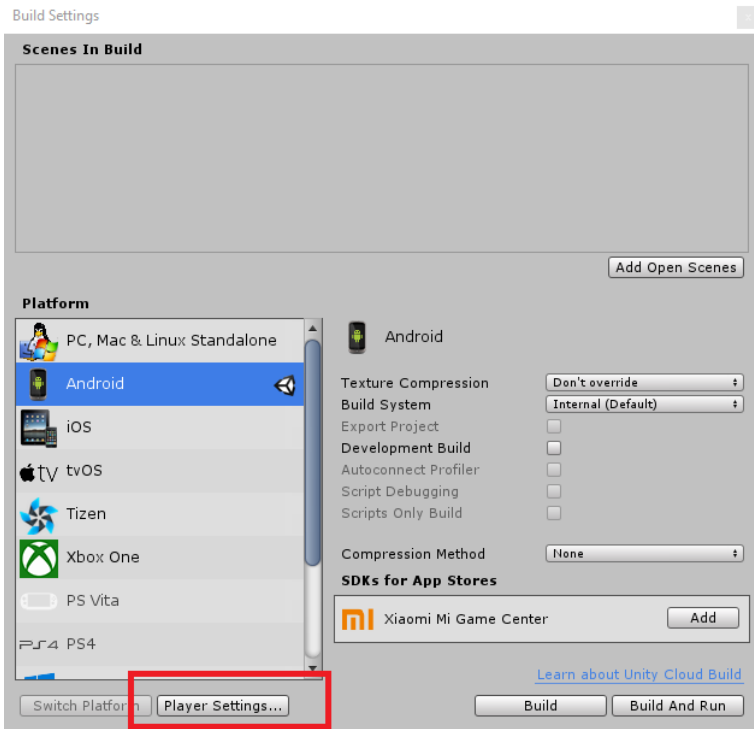 Build Settings
Scenes In Build
Add Open Scenes
Platform
PC, Mac & Linux Standalone
Android
iOS
tv tvOS
Tizen
Xbox One
PS Vita
PS4 PS4
Switch Platform
Player Settings...
Android
Texture Compression Don't override
Build System Internal (Default)
Export Project
Development Build
Autoconnect Profiler
Script Debugging
Scripts Only Build
Compression Method None
SDKs for App Stores
mi Xiaomi Mi Game Center Add
Learn about Unity Cloud Build
Build Build And Run